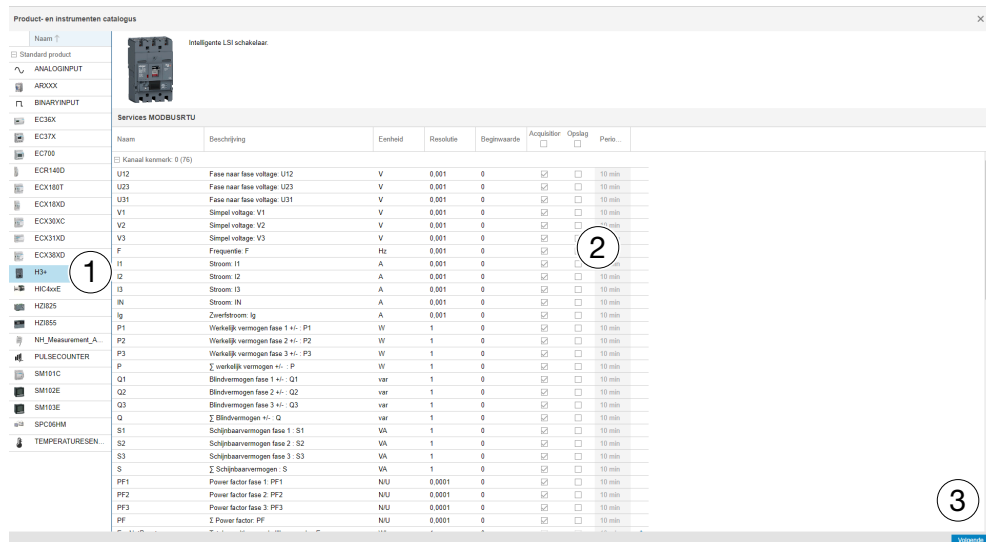 Product- en instrumenten catalogus
Naam ↑
Standard product
ANALOGINPUT
ARXXX
BINARYINPUT
EC36X
EC37X
EC700
ECR140D
ECX180T
ECX18XD
ECX30XC
ECX31XD
ECX38XD
H3+
HIC4xxE
HZI825
HZI855
NH_Measurement_A...
PULSECOUNTER
SM101C
SM102E
SM103E
SPC06HM
TEMPERATURESEN...
1
Intelligente LSI schakelaar.
Services MODBUSRTU
Naam Beschrijving Eenheid Resolutie Beginwaarde Acquisition Opslag Perio...
Kanaal kenmerk: 0 (76)
U12 Fase naar fase voltage: U12 V 0,001 0 10 min
U23 Fase naar fase voltage: U23 V 0,001 0 10 min
U31 Fase naar fase voltage: U31 V 0,001 0 10 min
V1 Simpel voltage: V1 V 0,001 0 10 min
V2 Simpel voltage: V2 V 0,001 0 10 min
V3 Simpel voltage: V3 V 0,001 0 10 min
F Frequentie: F Hz 0,001 0 10 min
I1 Stroom: I1 A 0,001 0 10 min
I2 Stroom: I2 A 0,001 0 10 min
I3 Stroom: I3 A 0,001 0 10 min
IN Stroom: IN A 0,001 0 10 min
Ig Zwerfstroom: Ig A 0,001 0 10 min
P1 Werkelijk vermogen fase 1 +/- : P1 W 1 0 10 min
P2 Werkelijk vermogen fase 2 +/- : P2 W 1 0 10 min
P3 Werkelijk vermogen fase 3 +/- : P3 W 1 0 10 min
P ∑ werkelijk vermogen +/- : P W 1 0 10 min
Q1 Blindvermogen fase 1 +/- : Q1 var 1 0 10 min
Q2 Blindvermogen fase 2 +/- : Q2 var 1 0 10 min
Q3 Blindvermogen fase 3 +/- : Q3 var 1 0 10 min
Q ∑ Blindvermogen +/- : Q var 1 0 10 min
S1 Schijnbaarvermogen fase 1 : S1 VA 1 0 10 min
S2 Schijnbaarvermogen fase 2 : S2 VA 1 0 10 min
S3 Schijnbaarvermogen fase 3 : S3 VA 1 0 10 min
S ∑ Schijnbaarvermogen : S VA 1 0 10 min
PF1 Power factor fase 1: PF1 N/U 0,0001 0 10 min
PF2 Power factor fase 2: PF2 N/U 0,0001 0 10 min
PF3 Power factor fase 3: PF3 N/U 0,0001 0 10 min
PF Σ Power factor: PF N/U 0,0001 0 10 min
2
3
Volgende